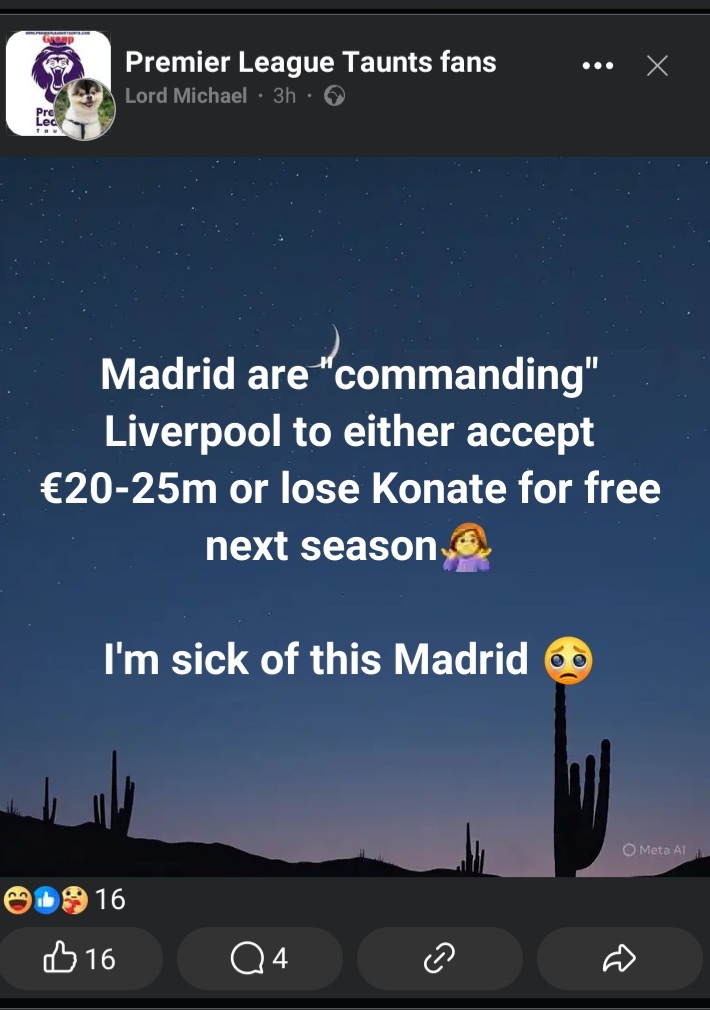 Group
Premier League Taunts fans
Lord Michael · 3h ·
Madrid are "commanding"
Liverpool to either accept
€20-25m or lose Konate for free
next season🤷‍♀️
I'm sick of this Madrid 🥺
Meta AI
16
16
4